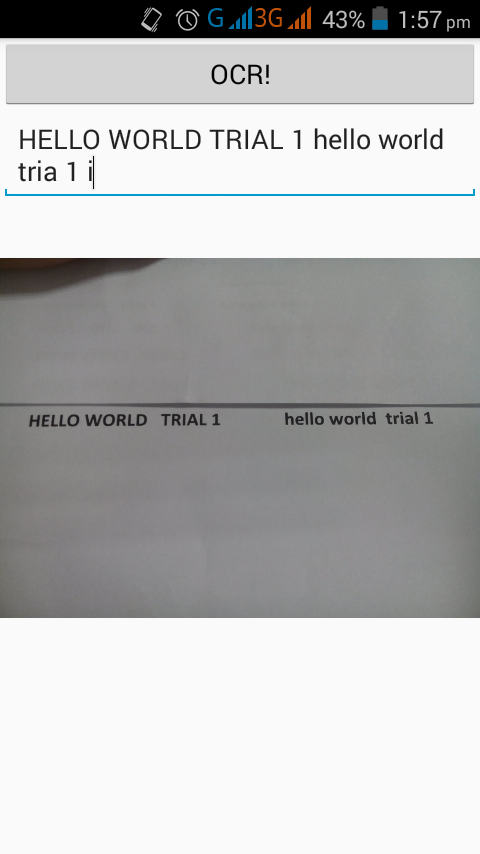 G 3G 43% 1:57 pm
OCR!
HELLO WORLD TRIAL 1 hello world
tria 1 i
HELLO WORLD TRIAL 1 hello world trial 1